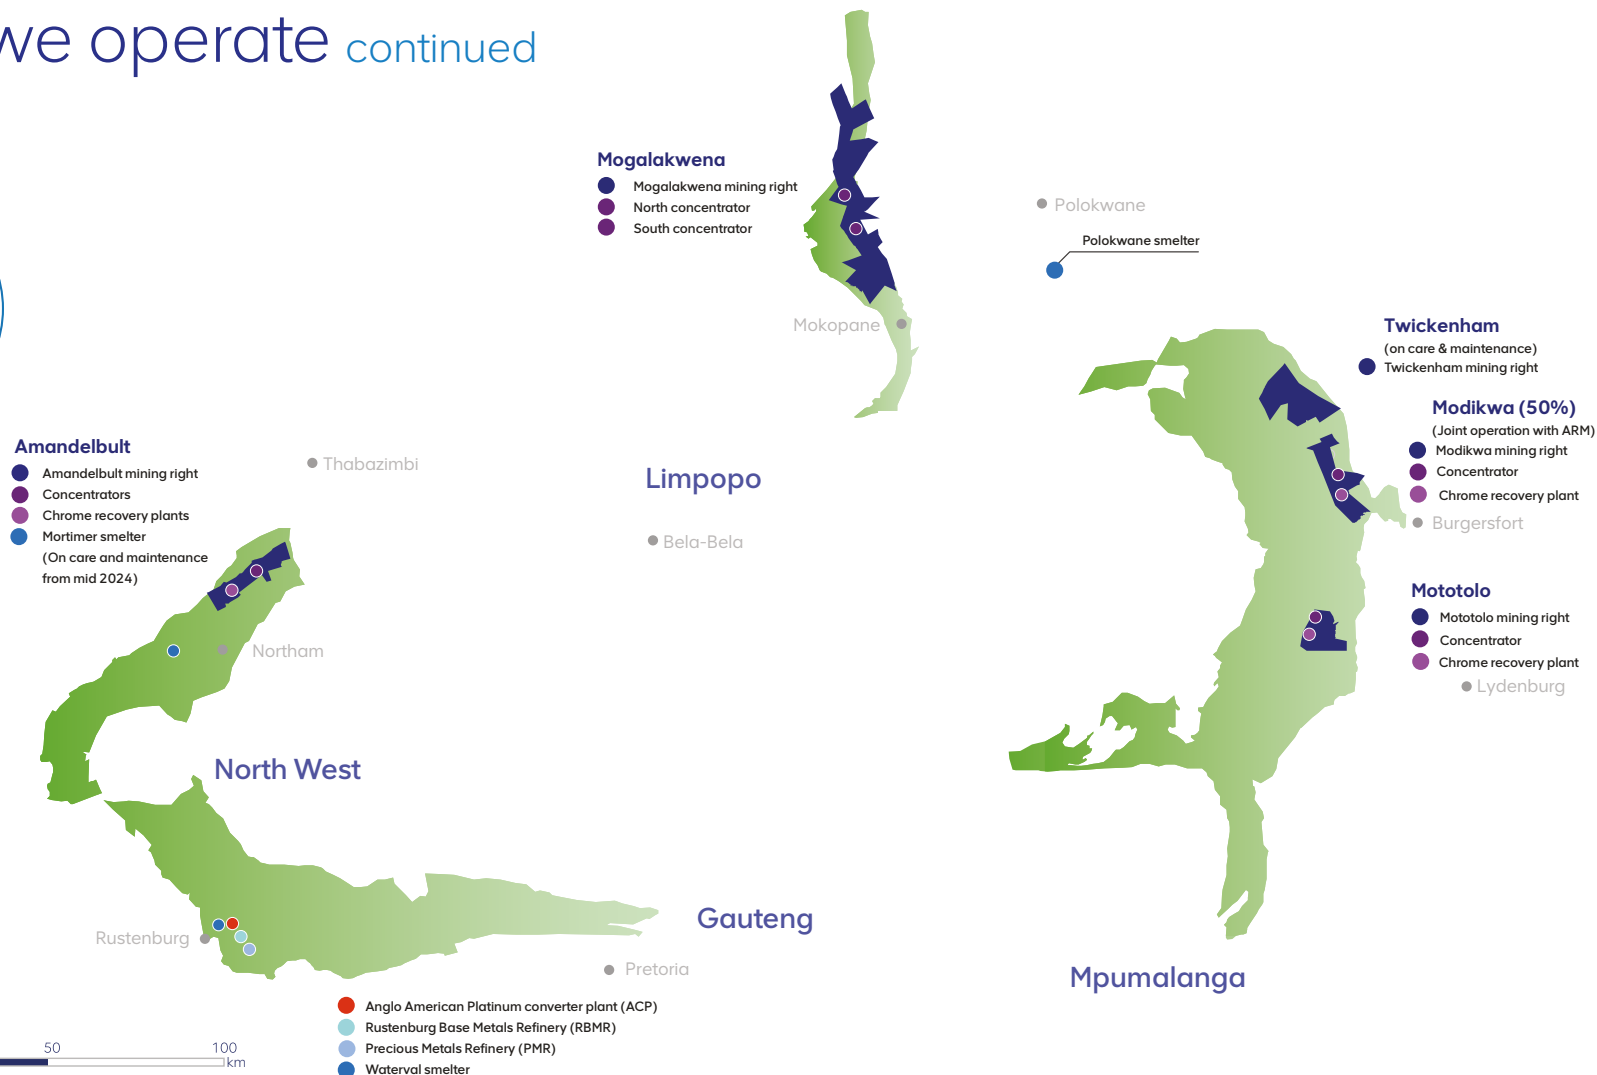 we operate continued
Mogalakwena
Mogalakwena mining right
North concentrator
South concentrator
Polokwane
Polokwane smelter
Mokopane
Twickenham
(on care & maintenance)
Twickenham mining right
Modikwa (50%)
(Joint operation with ARM)
Modikwa mining right
Concentrator
Chrome recovery plant
Burgersfort
Amandelbult
Amandelbult mining right
Concentrators
Chrome recovery plants
Mortimer smelter
(On care and maintenance
from mid 2024)
Thabazimbi
Limpopo
Bela-Bela
Northam
Mototolo
Mototolo mining right
Concentrator
Chrome recovery plant
Lydenburg
North West
Rustenburg
Gauteng
Pretoria
Mpumalanga
Anglo American Platinum converter plant (ACP)
Rustenburg Base Metals Refinery (RBMR)
Precious Metals Refinery (PMR)
Waterval smelter
50 100
km